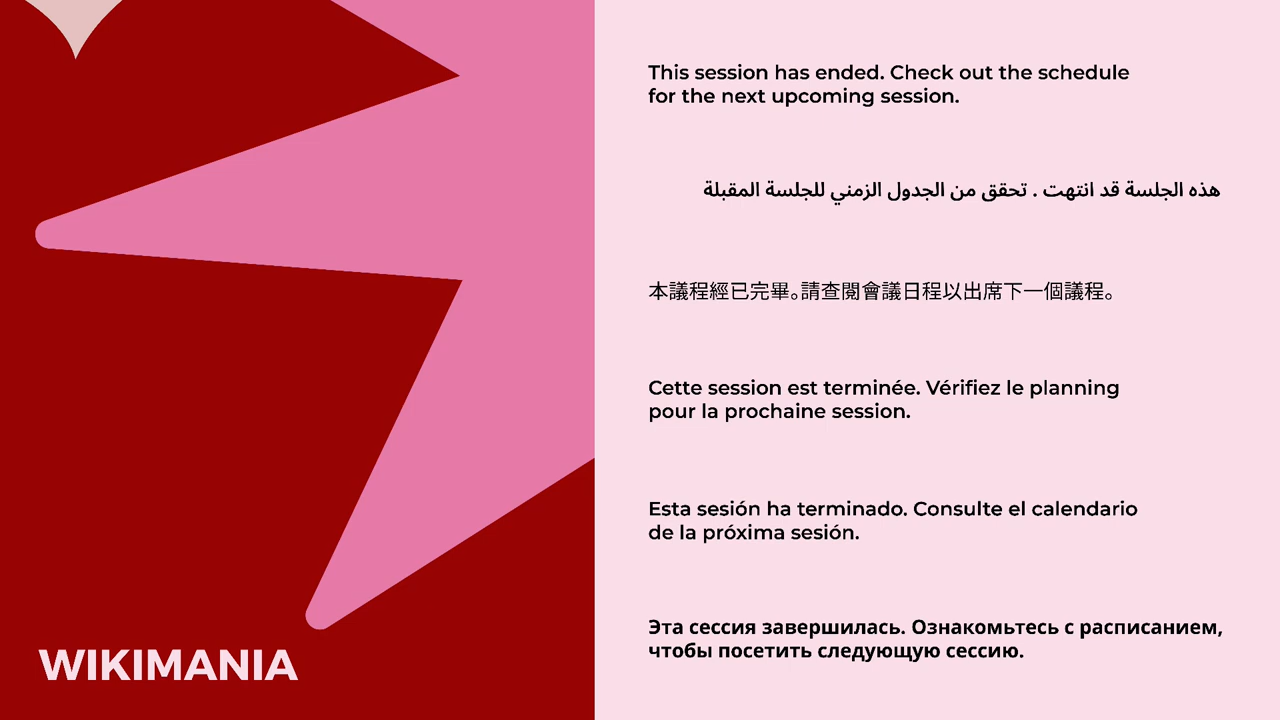 This session has ended. Check out the schedule
for the next upcoming session.
هذه الجلسة قد انتهت . تحقق من الجدول الزمني للجلسة المقبلة
本議程經已完畢。請查閱會議日程以出席下一個議程。
Cette session est terminée. Vérifiez le planning
pour la prochaine session.
Esta sesión ha terminado. Consulte el calendario
de la próxima sesión.
Эта сессия завершилась. Ознакомьтесь с расписанием,
чтобы посетить следующую сессию.
WIKIMANIA